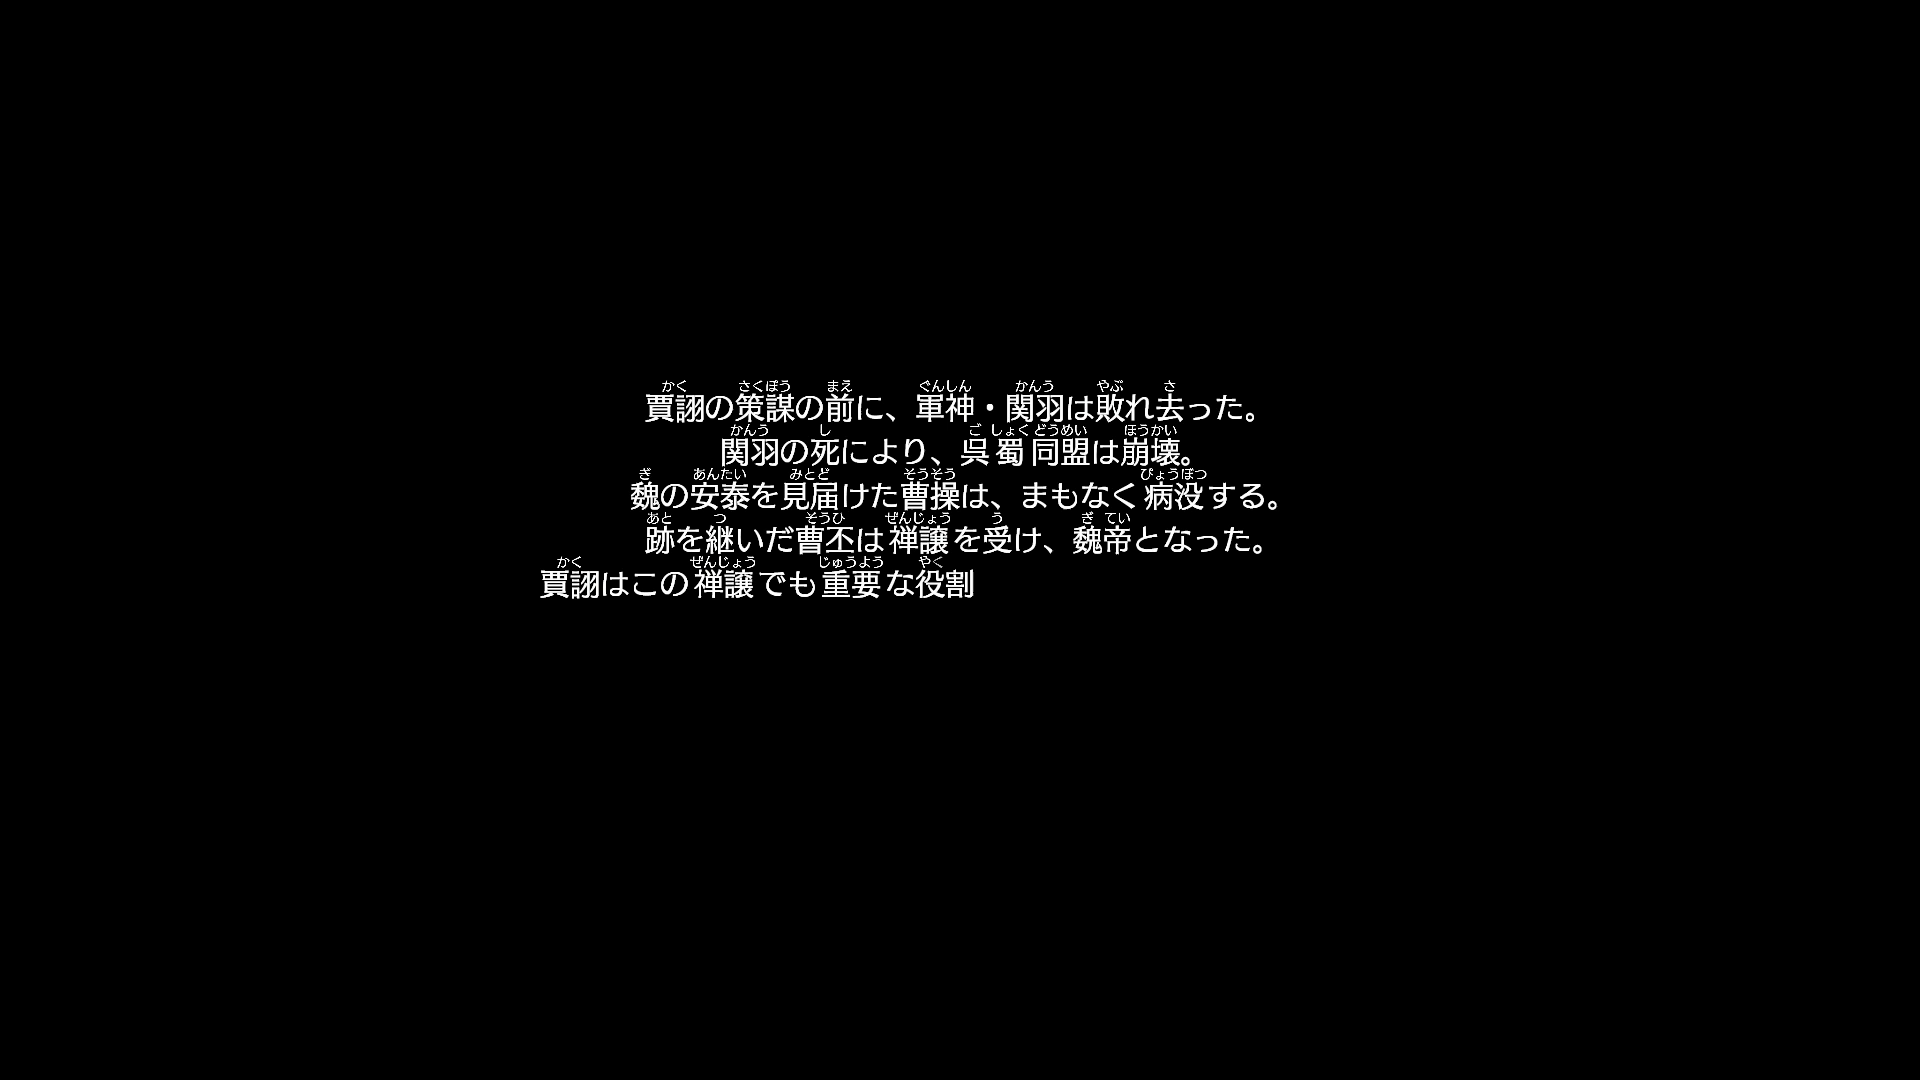 賈詡の策謀の前に、軍神・関羽は敗れ去った。
関羽の死により、呉蜀同盟は崩壊。
魏の安泰を見届けた曹操は、まもなく病没する。
跡を継いだ曹丕は禅譲を受け、魏帝となった。
賈詡はこの禅譲でも重要な役割